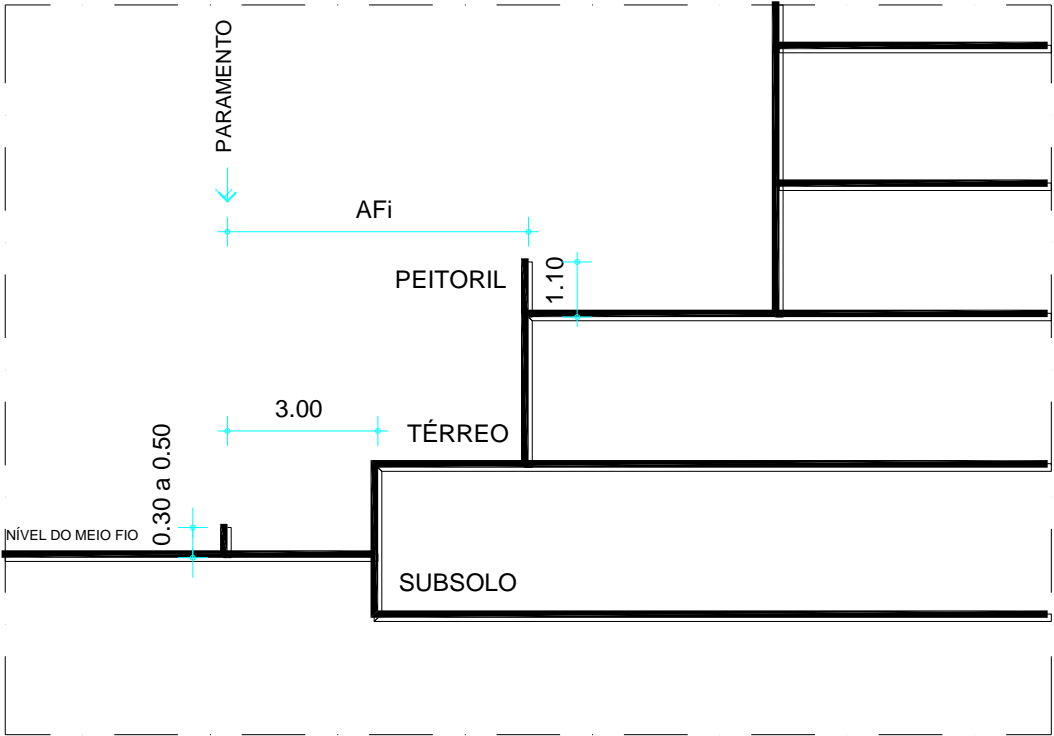 PARAMENTO
AFi
PEITORIL
1.10
3.00
TÉRREO
0.30 a 0.50
NÍVEL DO MEIO FIO
SUBSOLO